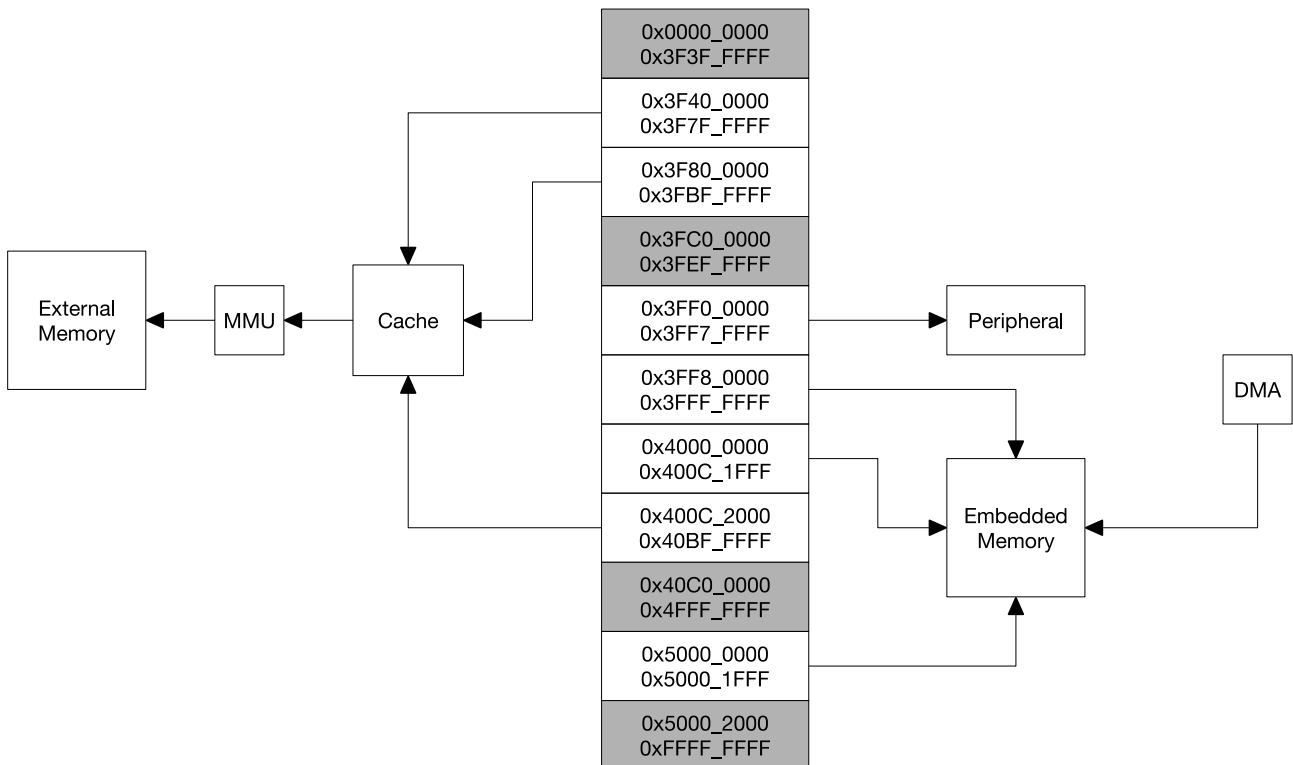 0x0000_0000
0x3F3F_FFFF
0x3F40_0000
0x3F7F_FFFF
0x3F80_0000
0x3FBF_FFFF
0x3FC0_0000
0x3FEF_FFFF
0x3FF0_0000
0x3FF7_FFFF
0x3FF8_0000
0x3FFF_FFFF
0x4000_0000
0x400C_1FFF
0x400C_2000
0x40BF_FFFF
0x40C0_0000
0x4FFF_FFFF
0x5000_0000
0x5000_1FFF
0x5000_2000
0xFFFF_FFFF
External
Memory
MMU
Cache
Peripheral
DMA
Embedded
Memory